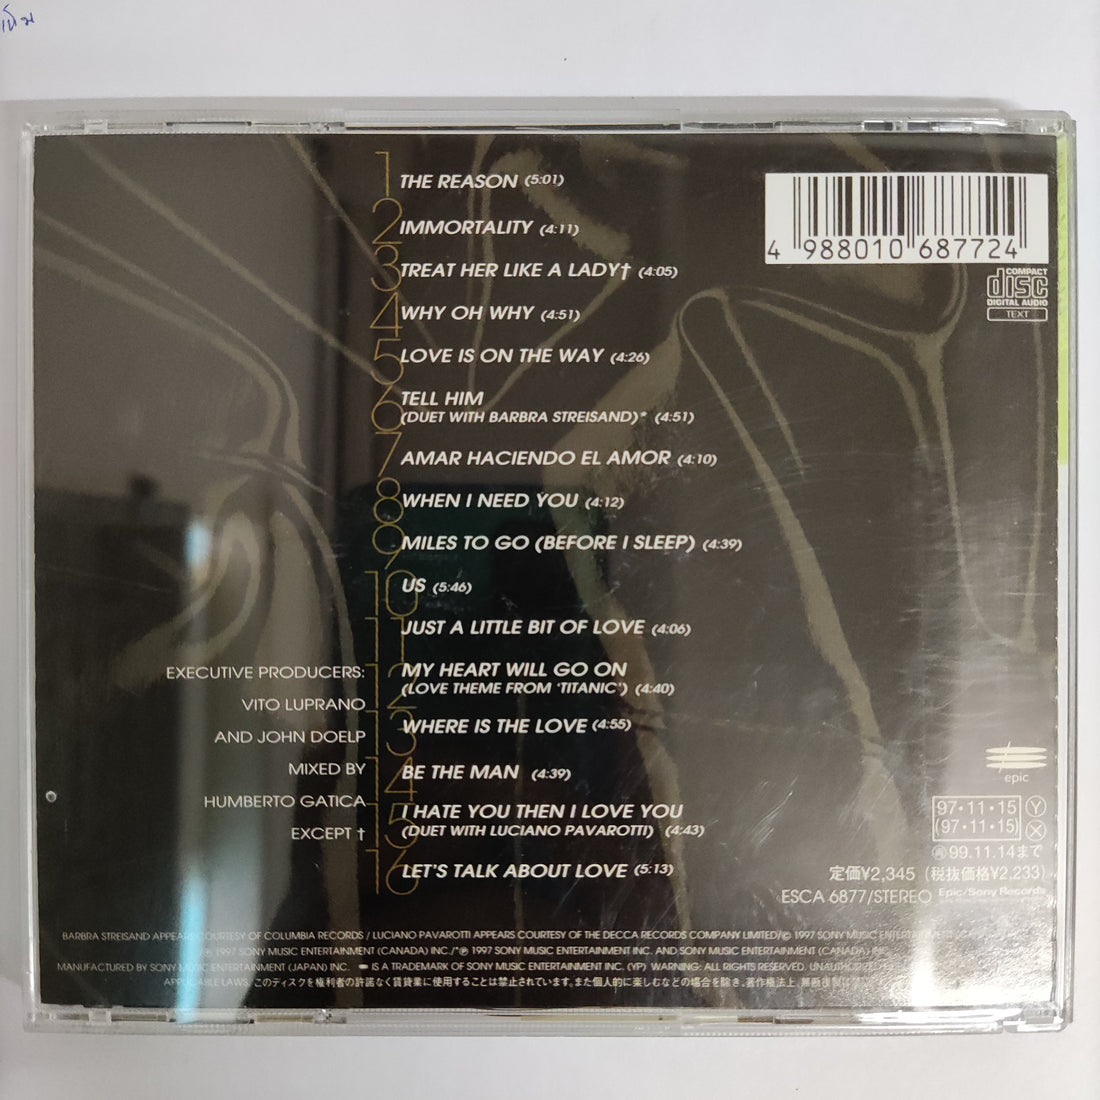 1 THE REASON (5:01)
2 IMMORTALITY (4:11)
3 TREAT HER LIKE A LADY† (4:05)
4 WHY OH WHY (4:51)
5 LOVE IS ON THE WAY (4:26)
6 TELL HIM
(DUET WITH BARBRA STREISAND)* (4:51)
7 AMAR HACIENDO EL AMOR (4:10)
8 WHEN I NEED YOU (4:12)
9 MILES TO GO (BEFORE I SLEEP) (4:39)
10 US (5:46)
11 JUST A LITTLE BIT OF LOVE (4:06)
12 MY HEART WILL GO ON
(LOVE THEME FROM 'TITANIC') (4:40)
13 WHERE IS THE LOVE (4:55)
14 BE THE MAN (4:39)
15 I HATE YOU THEN I LOVE YOU
(DUET WITH LUCIANO PAVAROTTI) (4:43)
16 LET'S TALK ABOUT LOVE (5:13)
EXECUTIVE PRODUCERS:
VITO LUPRANO
AND JOHN DOELP
MIXED BY
HUMBERTO GATICA
EXCEPT †
4 988010 687724
COMPACT
disc
DIGITAL AUDIO
TEXT
epic
97・11・15 Ⓨ
(97・11・15) Ⓧ
㊞99.11.14まで
定価¥2,345 (税抜価格¥2,233)
ESCA 6877/STEREO Epic/Sony Records
BARBRA STREISAND APPEARS COURTESY OF COLUMBIA RECORDS / LUCIANO PAVAROTTI APPEARS COURTESY OF THE DECCA RECORDS COMPANY LIMITED/© 1997 SONY MUSIC ENTERTAINMENT (CANADA)
/℗ 1997 SONY MUSIC ENTERTAINMENT (CANADA) INC./*℗ 1997 SONY MUSIC ENTERTAINMENT INC. AND SONY MUSIC ENTERTAINMENT (CANADA) INC.
MANUFACTURED BY SONY MUSIC ENTERTAINMENT (JAPAN) INC. IS A TRADEMARK OF SONY MUSIC ENTERTAINMENT INC. (YP) WARNING: ALL RIGHTS RESERVED. UNAUTHORIZED
APPLICABLE LAWS. このディスクを権利者の許諾なく賃貸業に使用することは禁止されています。また個人的に楽しむなどの場合を除き、著作権法上、無断複製は